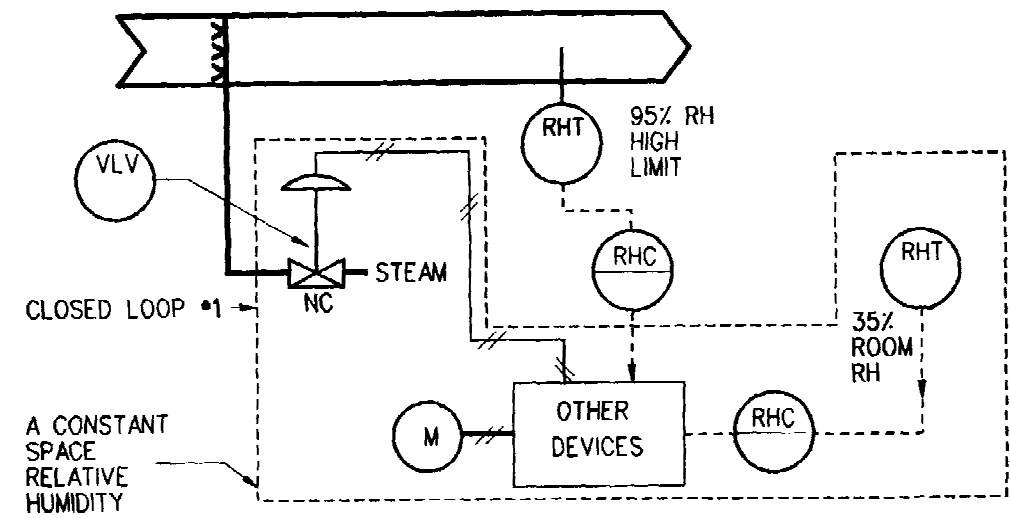 RHT
95% RH
HIGH
LIMIT
VLV
RHC
RHT
STEAM
NC
CLOSED LOOP #1
35%
ROOM
RH
A CONSTANT
SPACE
RELATIVE
HUMIDITY
M
OTHER
DEVICES
RHC